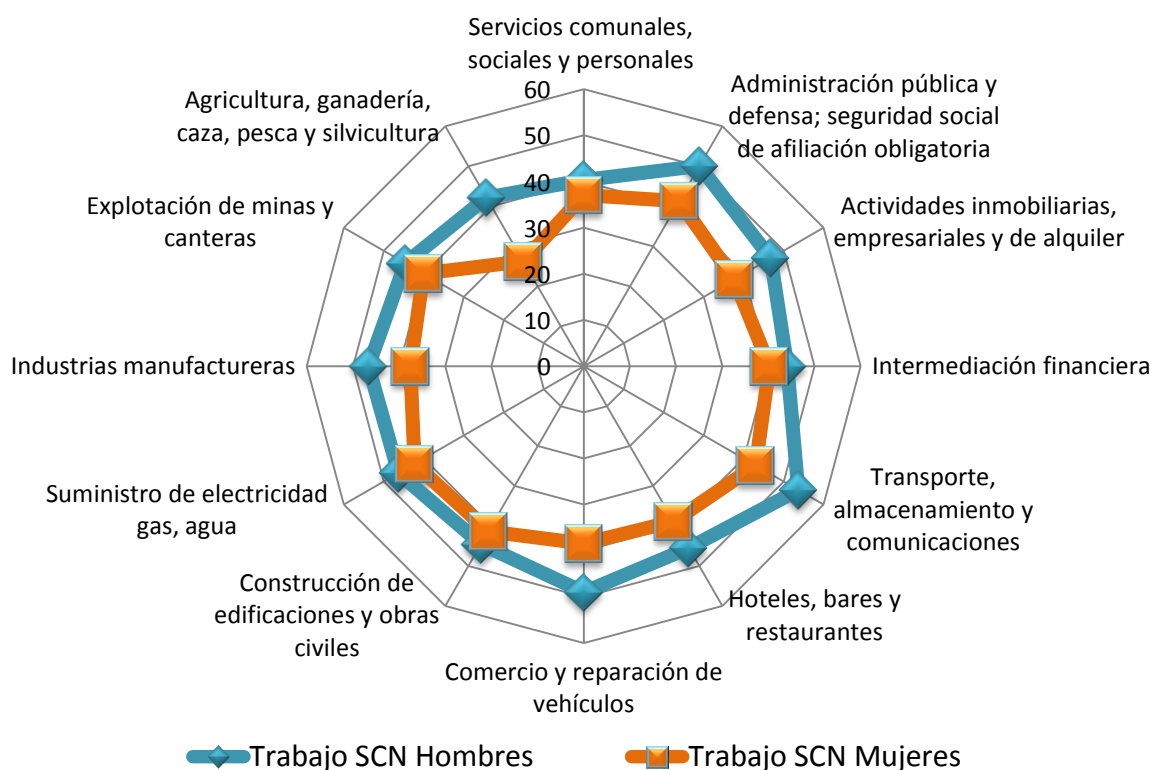 Servicios comunales,
sociales y personales
Administración pública y
defensa; seguridad social
de afiliación obligatoria
Actividades inmobiliarias,
empresariales y de alquiler
Intermediación financiera
Transporte,
almacenamiento y
comunicaciones
Hoteles, bares y
restaurantes
Comercio y reparación de
vehículos
Construcción de
edificaciones y obras
civiles
Suministro de electricidad
gas, agua
Industrias manufactureras
Explotación de minas y
canteras
Agricultura, ganadería,
caza, pesca y silvicultura
60
50
40
30
20
10
0
Trabajo SCN Hombres
Trabajo SCN Mujeres